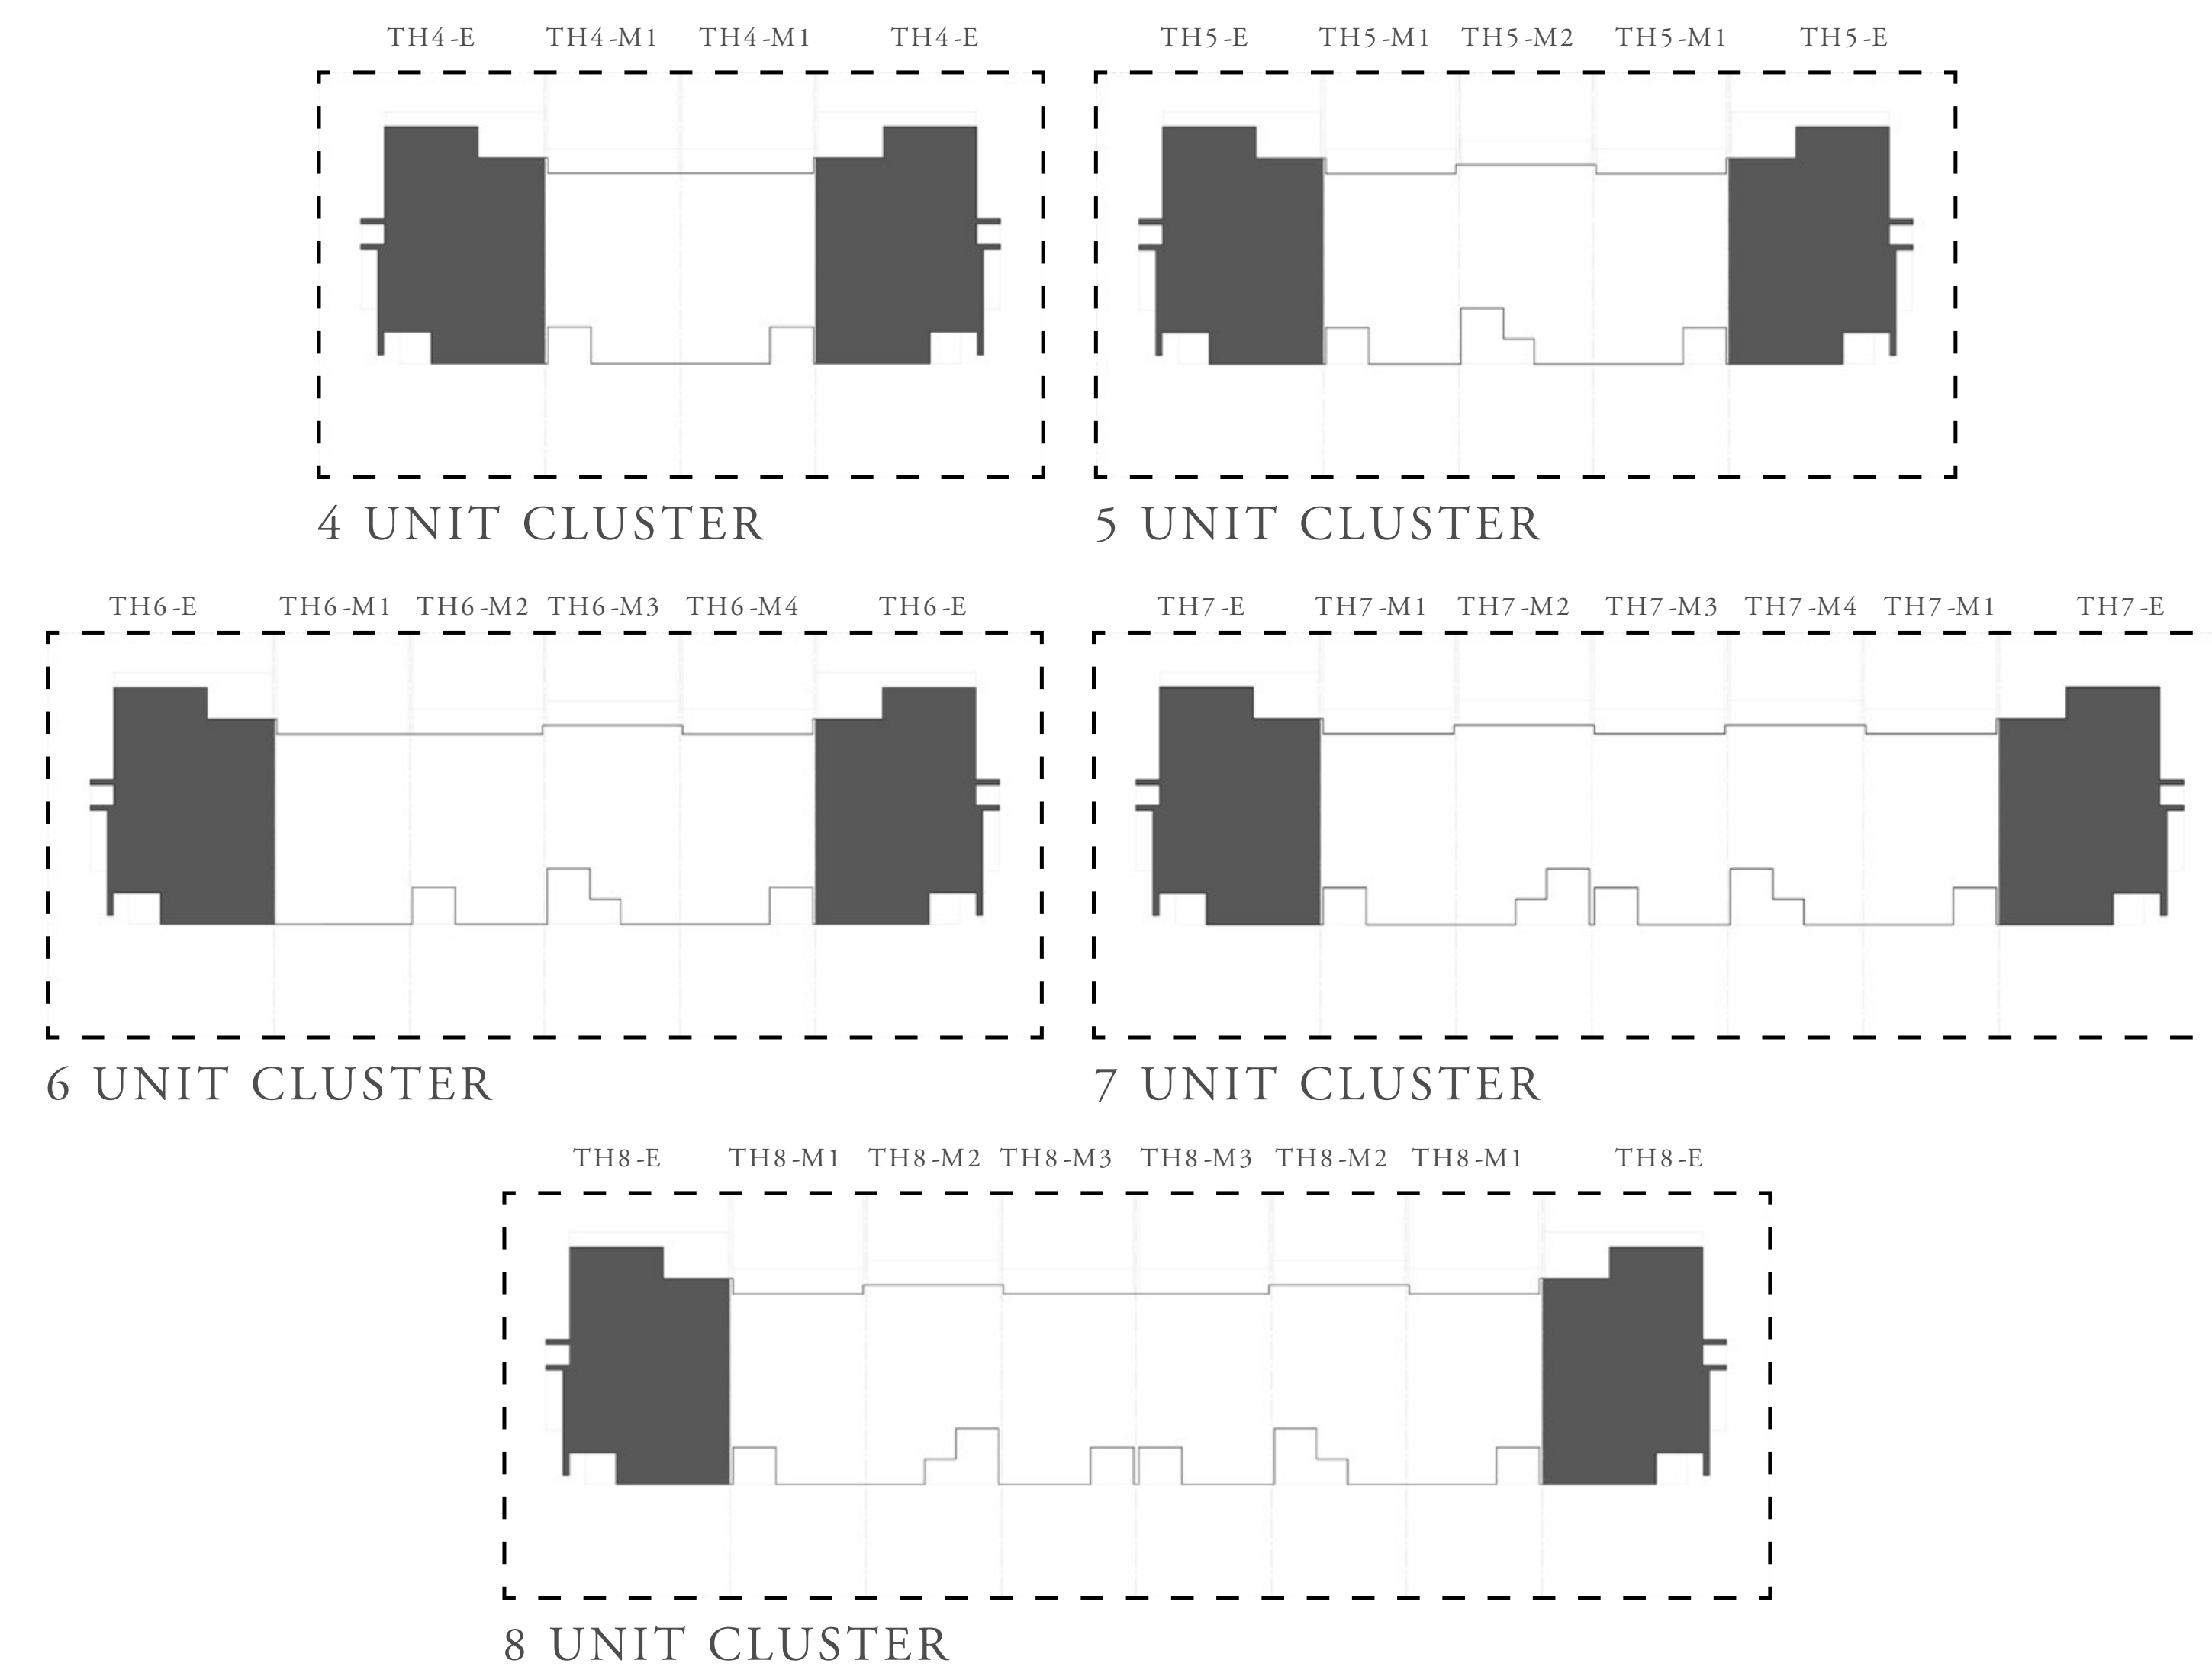 TH4-E TH4-M1 TH4-M1 TH4-E
TH5-E TH5-M1 TH5-M2 TH5-M1 TH5-E
4 UNIT CLUSTER
5 UNIT CLUSTER
TH6-E TH6-M1 TH6-M2 TH6-M3 TH6-M4 TH6-E
TH7-E TH7-M1 TH7-M2 TH7-M3 TH7-M4 TH7-M1 TH7-E
6 UNIT CLUSTER
7 UNIT CLUSTER
TH8-E TH8-M1 TH8-M2 TH8-M3 TH8-M3 TH8-M2 TH8-M1 TH8-E
8 UNIT CLUSTER